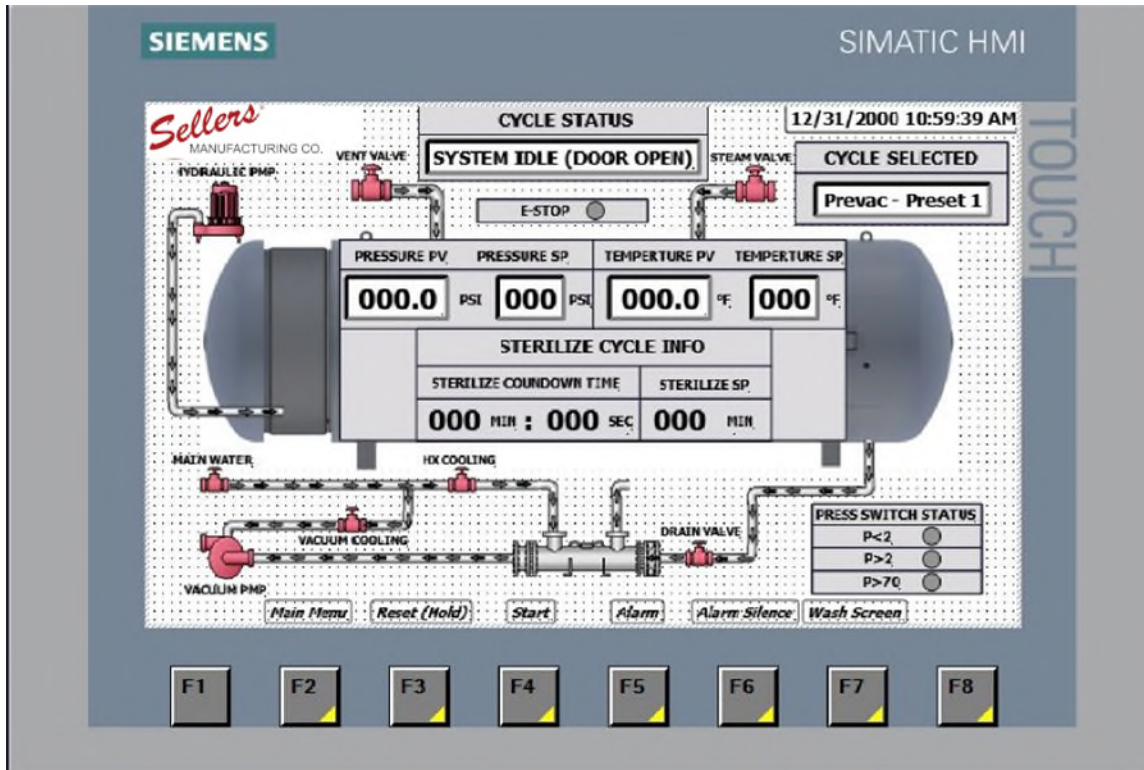 SIEMENS
SIMATIC HMI
TOUCH
Sellers
MANUFACTURING CO.
CYCLE STATUS
SYSTEM IDLE (DOOR OPEN)
12/31/2000 10:59:39 AM
CYCLE SELECTED
Prevac - Preset 1
HYDRAULIC PMP
VENT VALVE
STEAM VALVE
E-STOP
PRESSURE PV PRESSURE SP TEMPERTURE PV TEMPERTURE SP
000.0 PSI 000 PSI 000.0 °F 000 °F
STERILIZE CYCLE INFO
STERILIZE COUNDOWN TIME STERILIZE SP
000 MIN : 000 SEC 000 MIN
MAIN WATER
HX COOLING
VACUUM COOLING
DRAIN VALVE
VACUUM PMP
PRESS SWITCH STATUS
P<2
P>2
P>70
Main Menu Reset (Hold) Start Alarm Alarm Silence Wash Screen
F1 F2 F3 F4 F5 F6 F7 F8